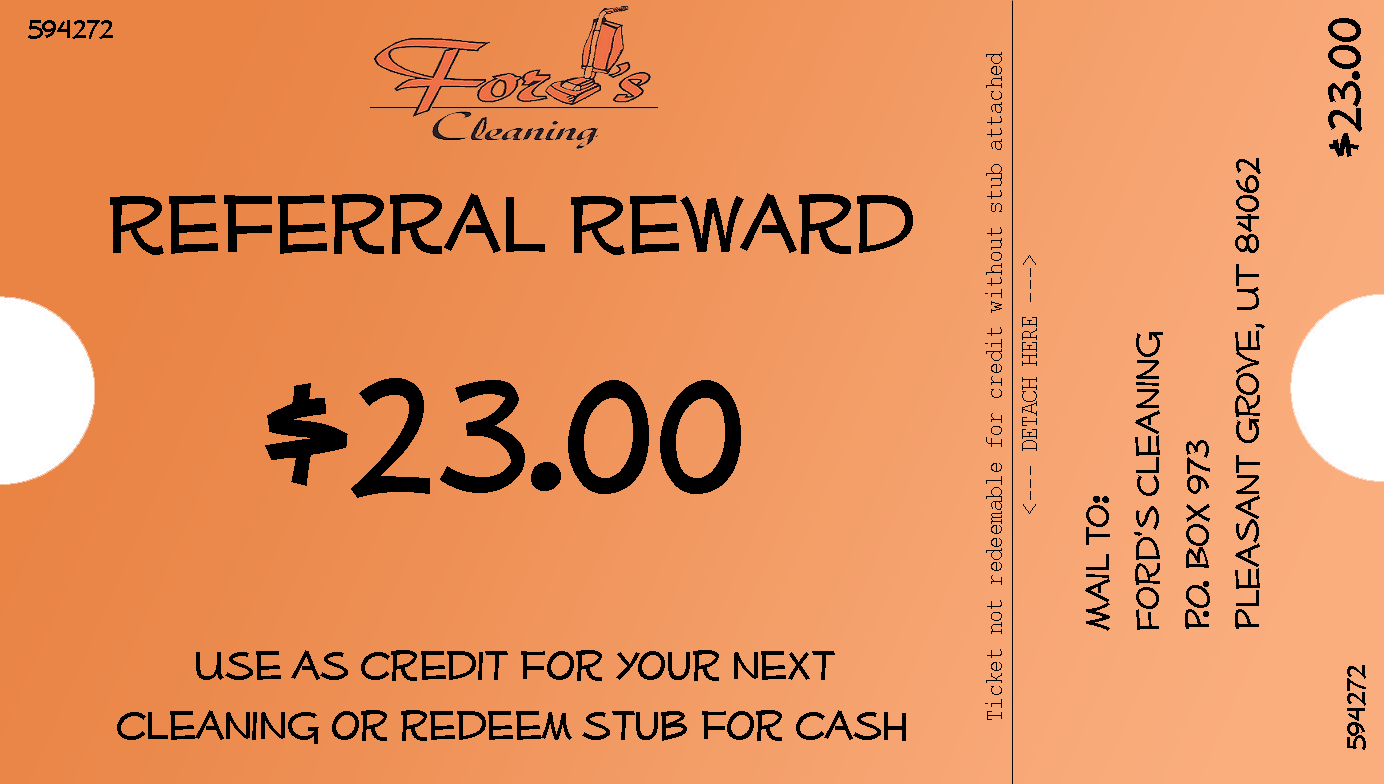 594272
Ford's
Cleaning
REFERRAL REWARD
$23.00
USE AS CREDIT FOR YOUR NEXT
CLEANING OR REDEEM STUB FOR CASH
Ticket not redeemable for credit without stub attached
<--- DETACH HERE --->
MAIL TO:
FORD'S CLEANING
P.O. BOX 973
PLEASANT GROVE, UT 84062
$23.00
594272